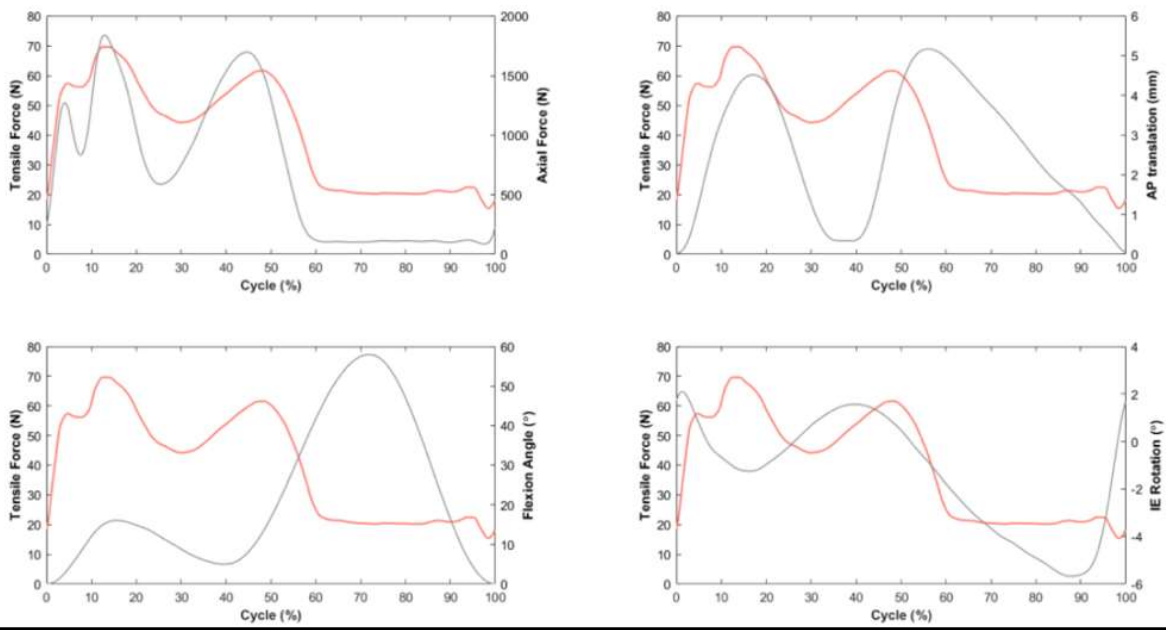 80 70 60 50 40 30 20 10 0
Tensile Force (N)
2000 1500 1000 500 0
Axial Force (N)
0 10 20 30 40 50 60 70 80 90 100
Cycle (%)
80 70 60 50 40 30 20 10 0
Tensile Force (N)
6 5 4 3 2 1 0
AP translation (mm)
0 10 20 30 40 50 60 70 80 90 100
Cycle (%)
80 70 60 50 40 30 20 10 0
Tensile Force (N)
60 50 40 30 20 10 0
Flexion Angle (°)
0 10 20 30 40 50 60 70 80 90 100
Cycle (%)
80 70 60 50 40 30 20 10 0
Tensile Force (N)
4 2 0 -2 -4 -6
IE Rotation (°)
0 10 20 30 40 50 60 70 80 90 100
Cycle (%)